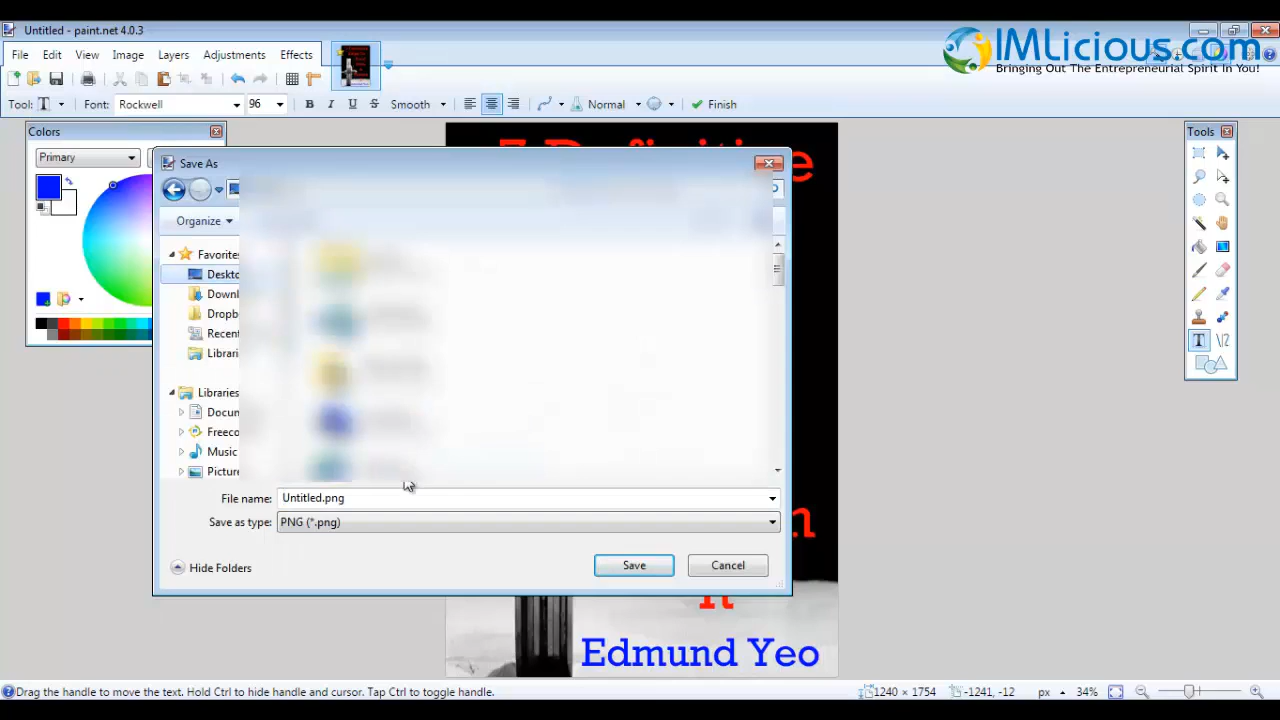 Untitled - paint.net 4.0.3
IMLicious.com
Bringing Out The Entrepreneurial Spirit In You!
File Edit View Image Layers Adjustments Effects
Tool: T Font: Rockwell 96 B I U S Smooth Normal Finish
Colors
Primary
Tools
Save As
Organize
Favorites
Deskto
Downl
Dropb
Recent
Librari
Libraries
Docun
Freeco
Music
Picture
File name: Untitled.png
Save as type: PNG (*.png)
Hide Folders
Save
Cancel
Edmund Yeo
Drag the handle to move the text. Hold Ctrl to hide handle and cursor. Tap Ctrl to toggle handle.
1240 × 1754
-1241, -12
px
34%